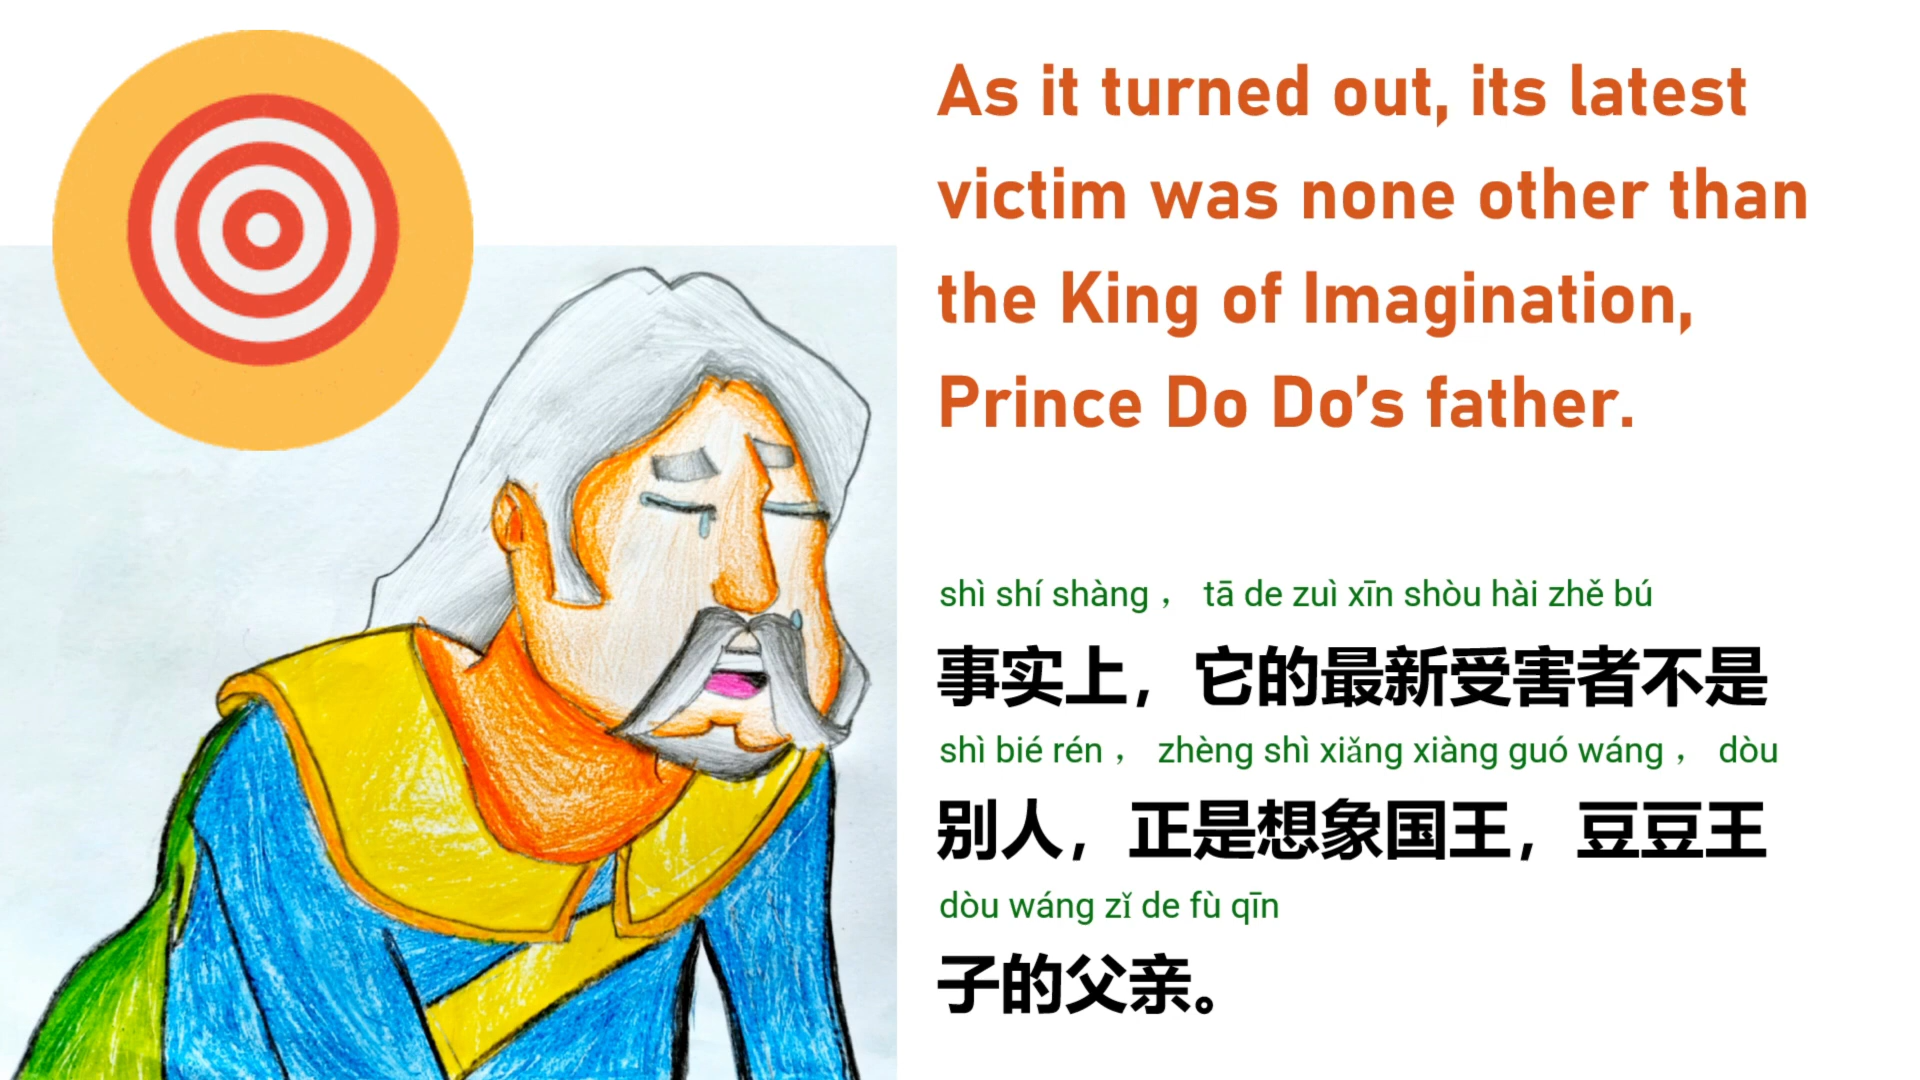 As it turned out, its latest
victim was none other than
the King of Imagination,
Prince Do Do’s father.
shì shí shàng， tā de zuì xīn shòu hài zhě bú
事实上，它的最新受害者不是
shì bié rén， zhèng shì xiǎng xiàng guó wáng， dòu
别人，正是想象国王，豆豆王
dòu wáng zǐ de fù qīn
子的父亲。